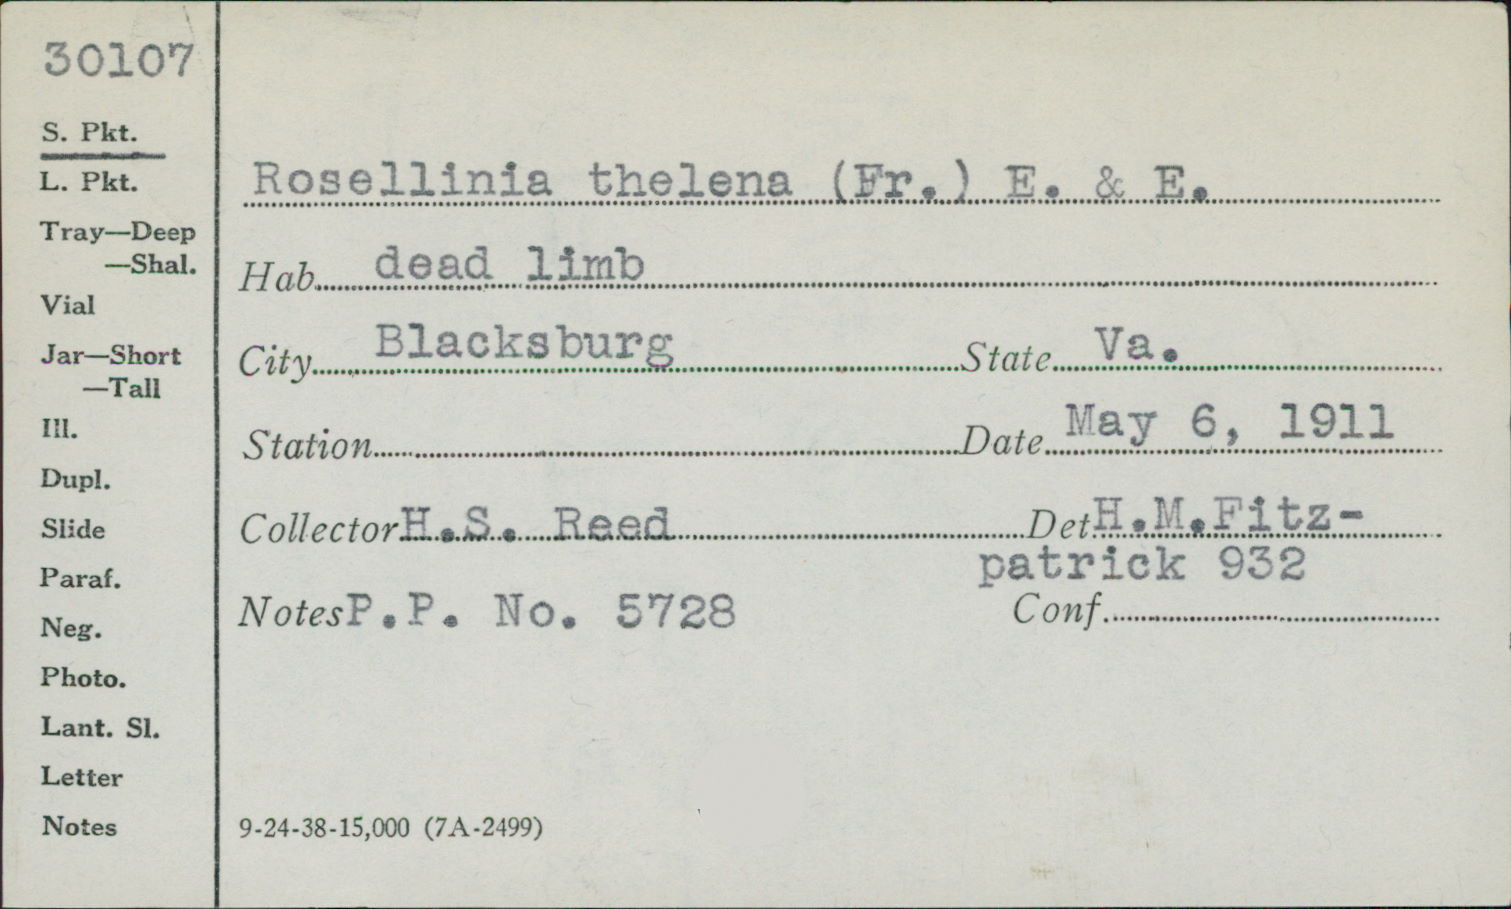 30107
S. Pkt.
L. Pkt.
Tray—Deep
—Shal.
Vial
Jar—Short
—Tall
Ill.
Dupl.
Slide
Paraf.
Neg.
Photo.
Lant. Sl.
Letter
Notes
Rosellinia thelena (Fr.) E. & E.
Hab. dead limb
City Blacksburg State Va.
Station Date May 6, 1911
Collector H.S. Reed Det. H.M.Fitz-
patrick 932
Notes P.P. No. 5728 Conf.
9-24-38-15,000 (7A-2499)